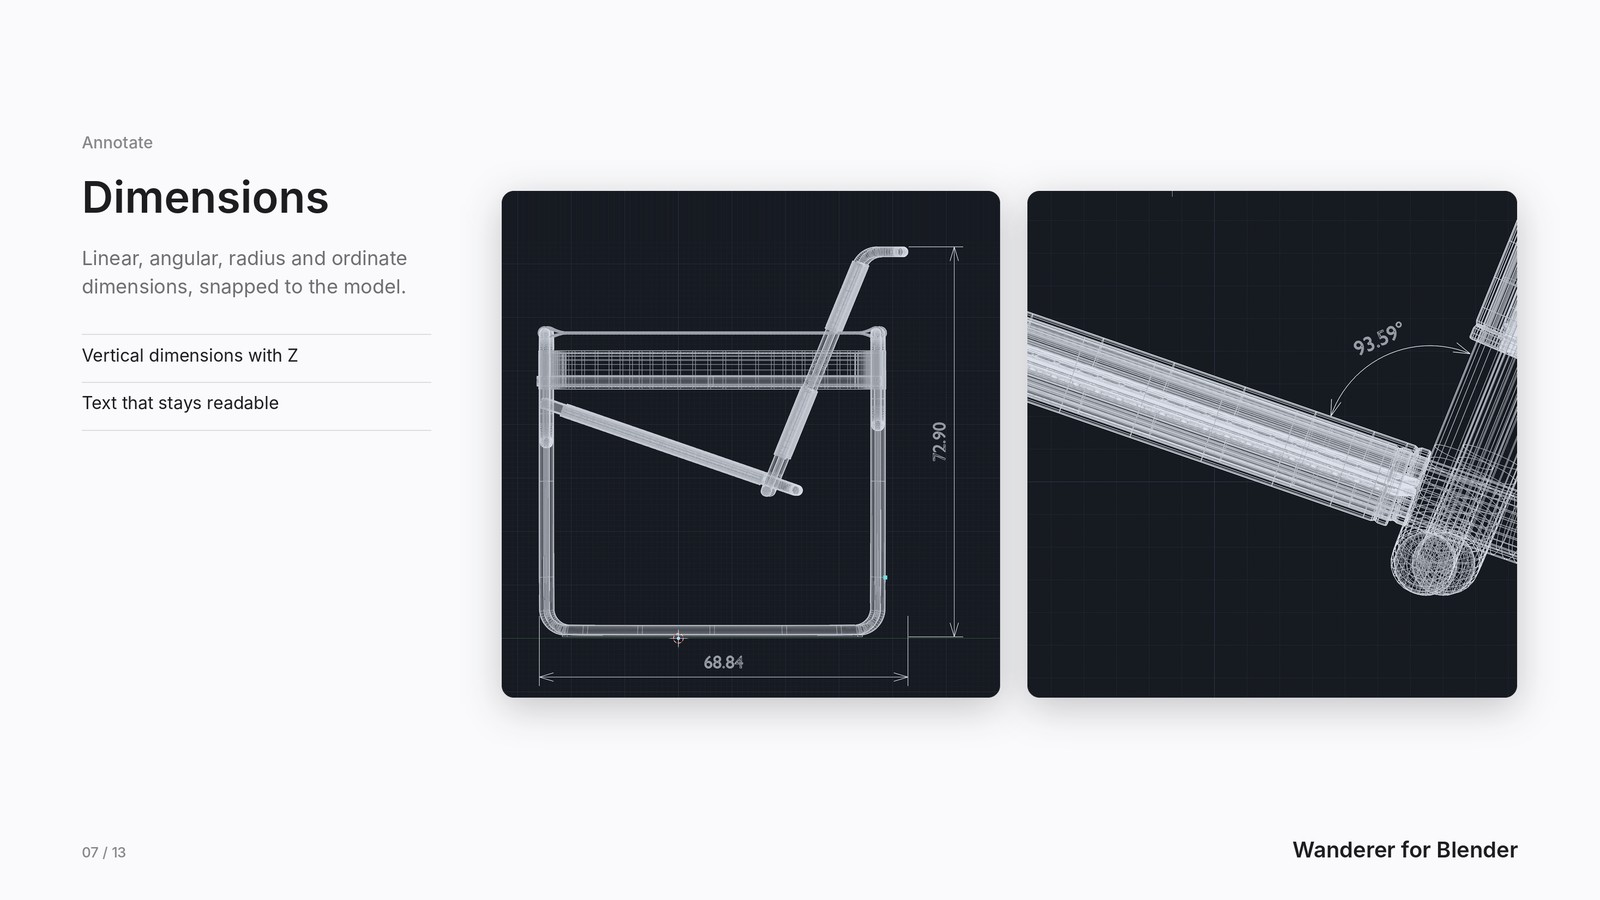 Annotate
Dimensions
Linear, angular, radius and ordinate
dimensions, snapped to the model.
Vertical dimensions with Z
Text that stays readable
72.90
68.84
93.59°
07 / 13
Wanderer for Blender